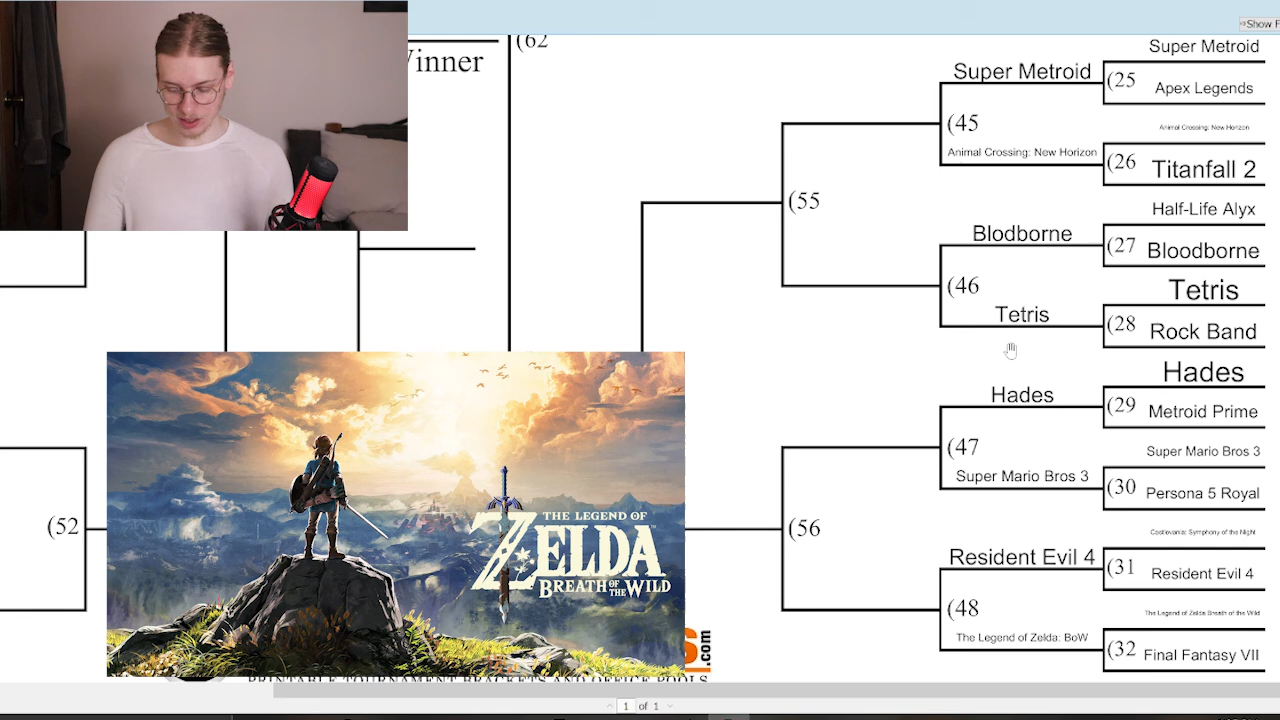 Show F
Winner
(62
Super Metroid
(25
Apex Legends
Super Metroid
(45
Animal Crossing: New Horizon
Animal Crossing: New Horizon
(26
Titanfall 2
(55
Half-Life Alyx
(27
Bloodborne
Blodborne
(46
Tetris
Tetris
(28
Rock Band
Hades
(29
Metroid Prime
Hades
(47
Super Mario Bros 3
Super Mario Bros 3
(30
Persona 5 Royal
(56
(52
Castlevania: Symphony of the Night
(31
Resident Evil 4
Resident Evil 4
(48
The Legend of Zelda: BoW
The Legend of Zelda Breath of the Wild
(32
Final Fantasy VII
THE LEGEND OF
ZELDA
BREATH OF THE WILD
S.com
PRINTABLE TOURNAMENT BRACKETS AND OFFICE POOLS
1 of 1